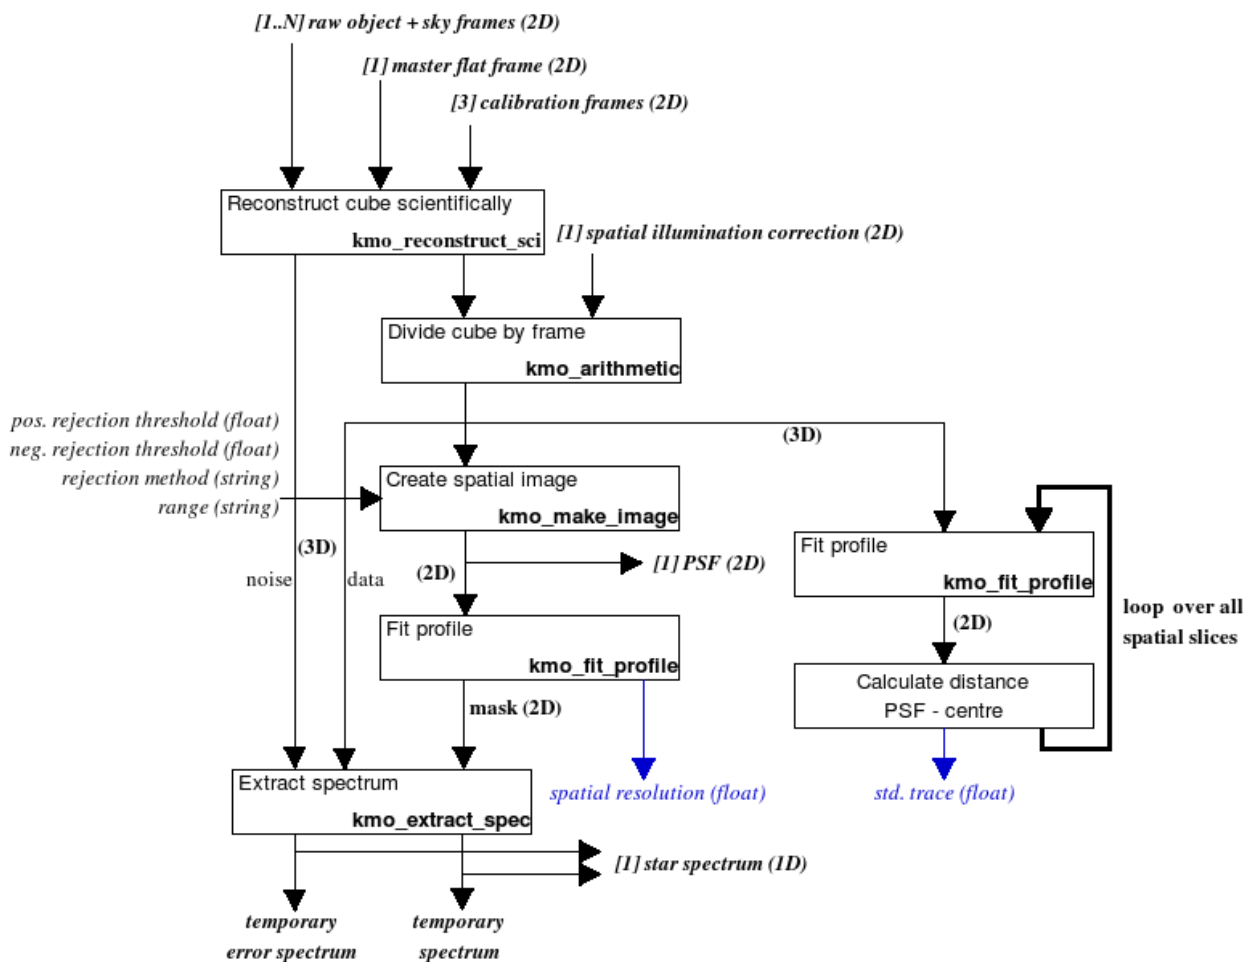 [1..N] raw object + sky frames (2D)
[1] master flat frame (2D)
[3] calibration frames (2D)
Reconstruct cube scientifically
kmo_reconstruct_sci
[1] spatial illumination correction (2D)
Divide cube by frame
kmo_arithmetic
pos. rejection threshold (float)
neg. rejection threshold (float)
rejection method (string)
range (string)
(3D)
Create spatial image
kmo_make_image
(3D)
noise
data
(2D)
[1] PSF (2D)
Fit profile
kmo_fit_profile
loop over all
spatial slices
(2D)
Fit profile
kmo_fit_profile
Calculate distance
PSF - centre
mask (2D)
Extract spectrum
kmo_extract_spec
spatial resolution (float)
std. trace (float)
[1] star spectrum (1D)
temporary
error spectrum
temporary
spectrum